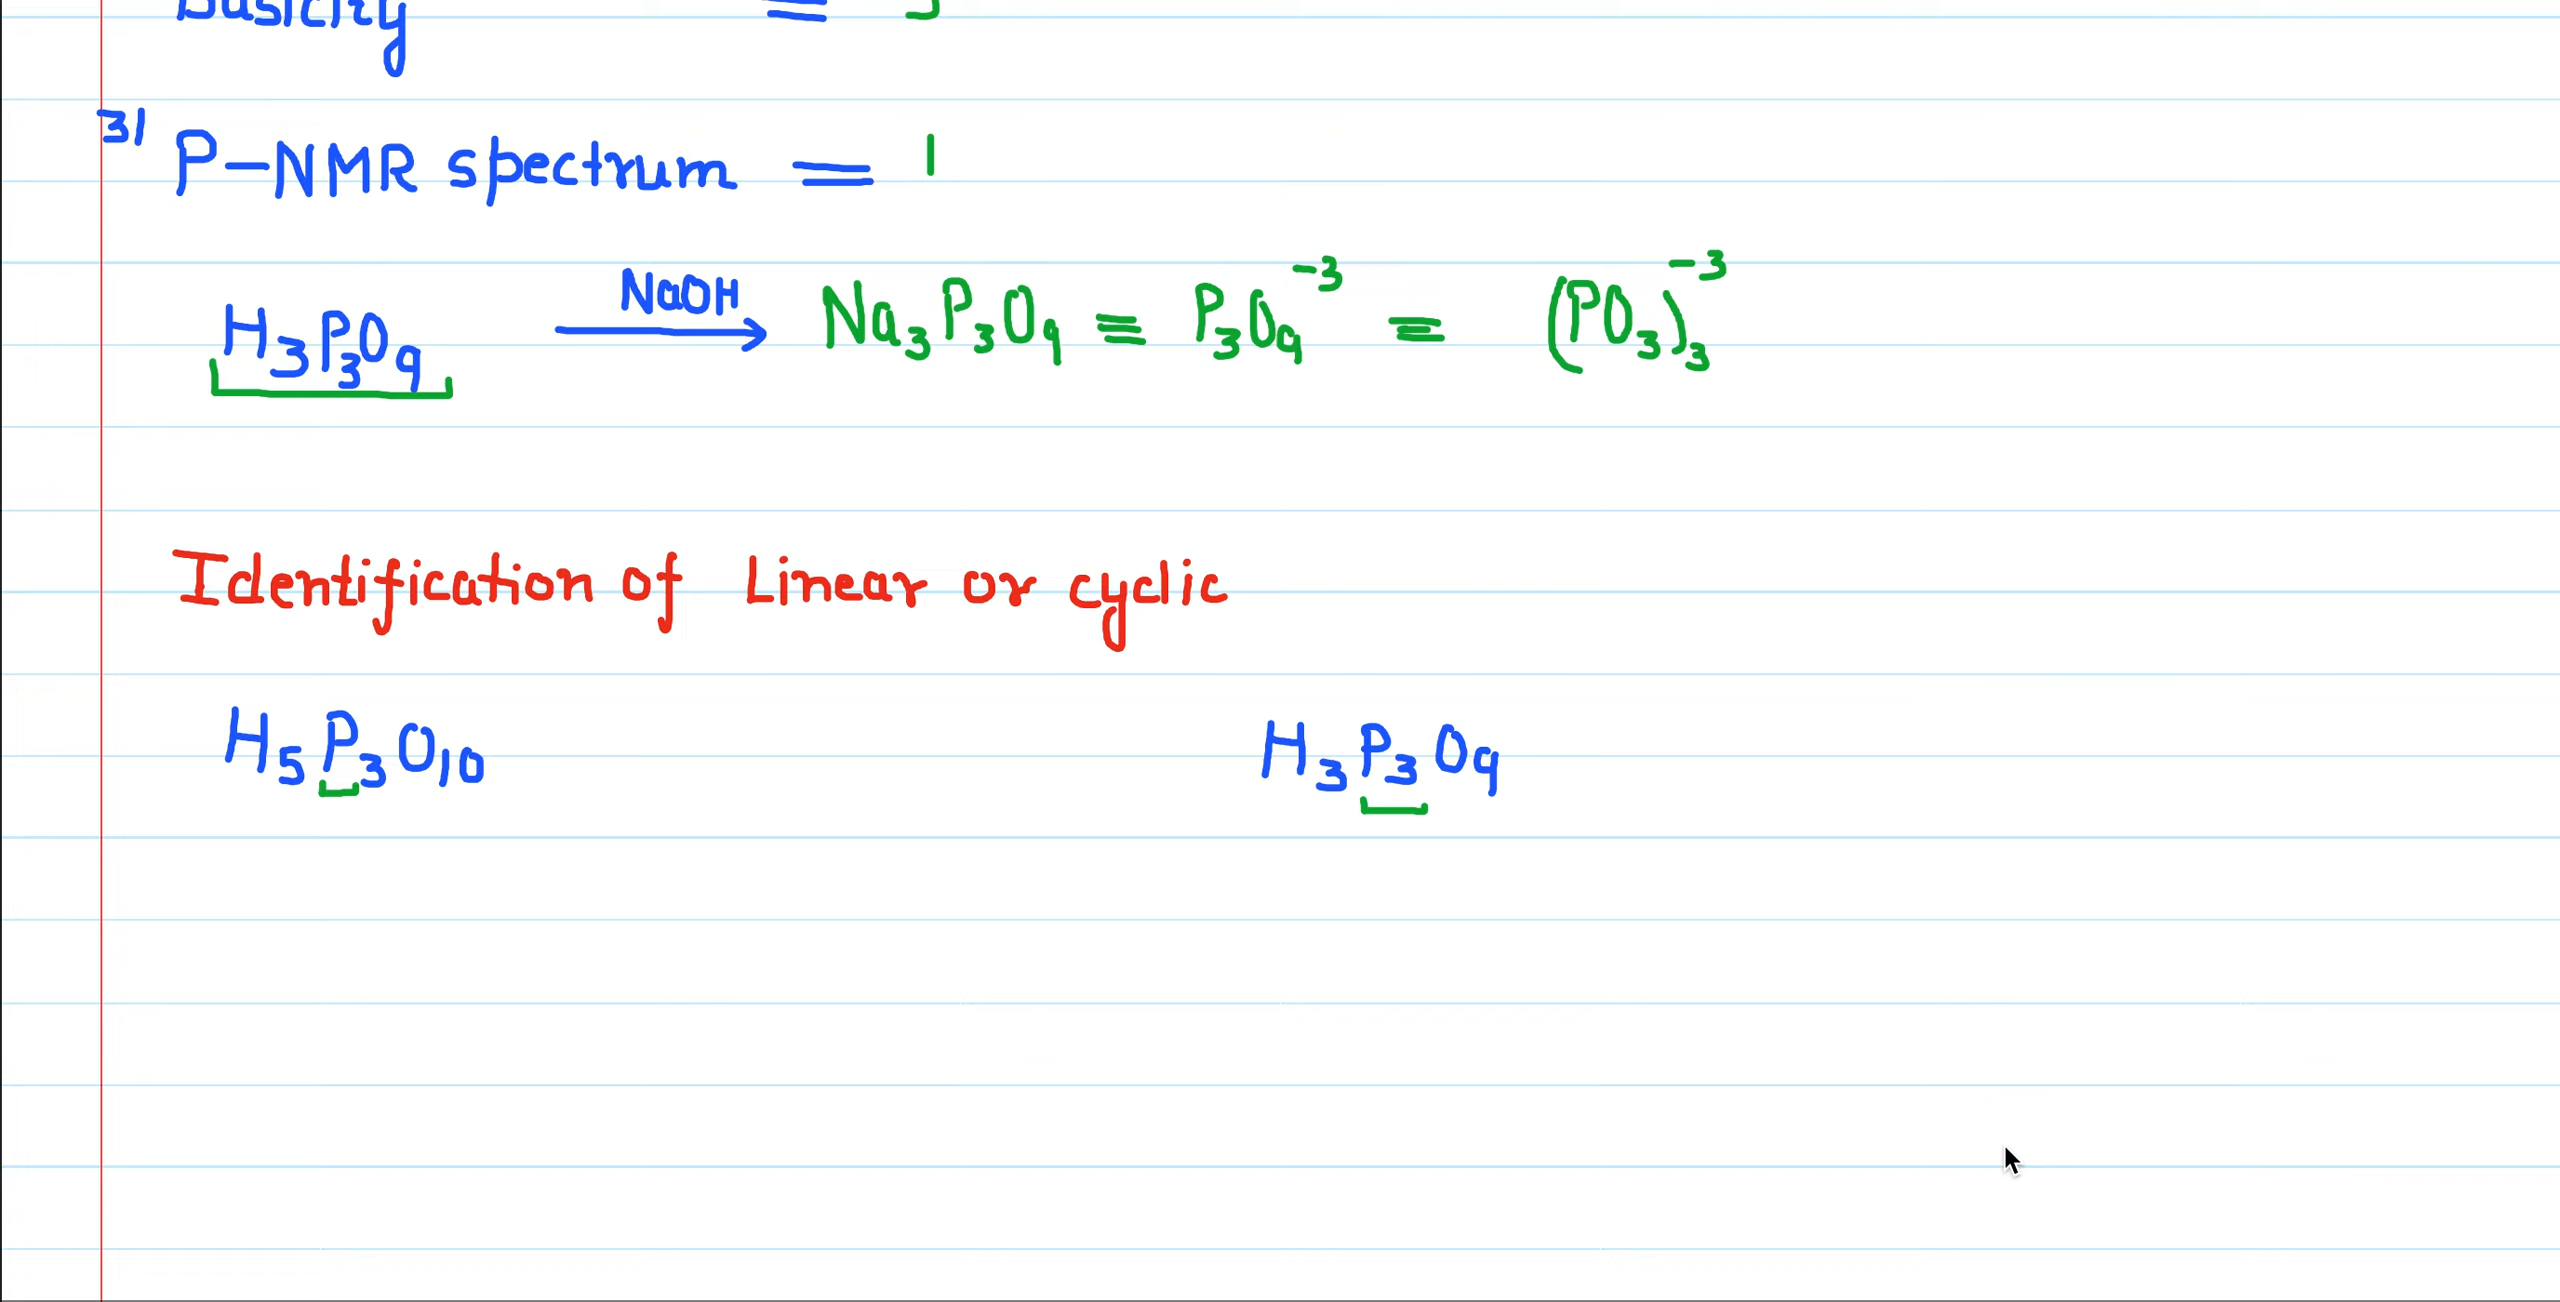 Basicity =
³¹P-NMR spectrum = 1
H₃P₃O₉ NaOH → Na₃P₃O₉ ≡ P₃O₉⁻³ ≡ (PO₃)₃⁻³
Identification of Linear or cyclic
H₅P₃O₁₀ H₃P₃O₉